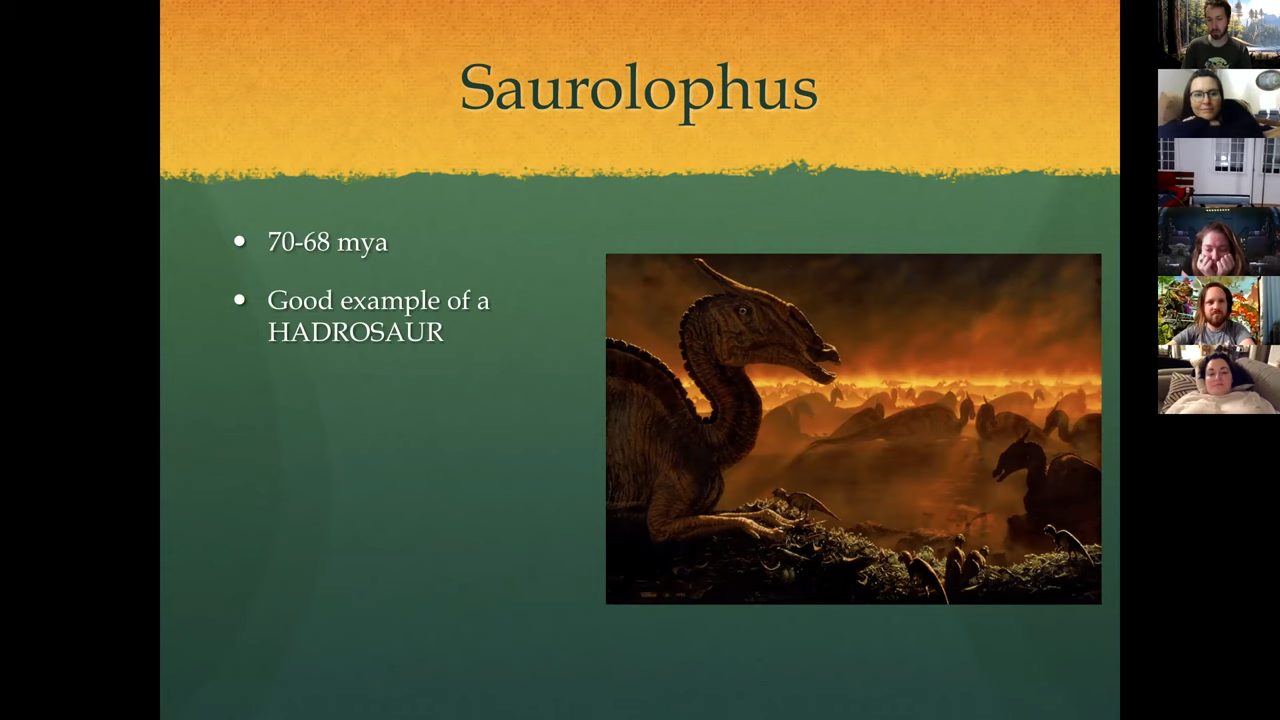 Saurolophus
• 70-68 mya
• Good example of a
HADROSAUR